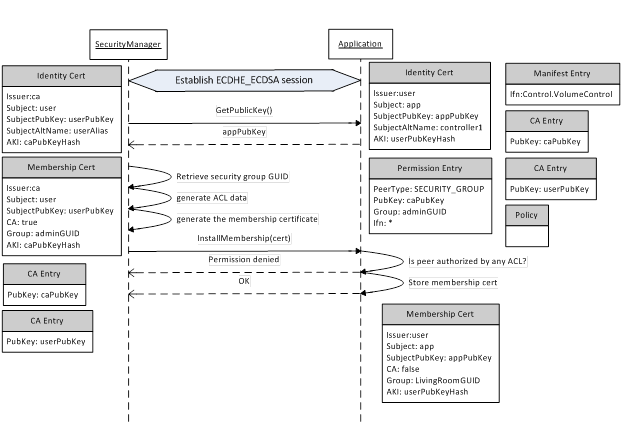 SecurityManager
Application
Establish ECDHE_ECDSA session
GetPublicKey()
appPubKey
Retrieve security group GUID
generate ACL data
generate the membership certificate
InstallMembership(cert)
Permission denied
Is peer authorized by any ACL?
OK
Store membership cert
Identity Cert
Issuer:ca
Subject: user
SubjectPubKey: userPubKey
SubjectAltName: userAlias
AKI: caPubKeyHash
Membership Cert
Issuer:ca
Subject: user
SubjectPubKey: userPubKey
CA: true
Group: adminGUID
AKI: caPubKeyHash
CA Entry
PubKey: caPubKey
CA Entry
PubKey: userPubKey
Identity Cert
Issuer:user
Subject: app
SubjectPubKey: appPubKey
SubjectAltName: controller1
AKI: userPubKeyHash
Permission Entry
PeerType: SECURITY_GROUP
PubKey: caPubKey
Group: adminGUID
Ifn: *
Manifest Entry
Ifn:Control.VolumeControl
CA Entry
PubKey: caPubKey
CA Entry
PubKey: userPubKey
Policy
Membership Cert
Issuer:user
Subject: app
SubjectPubKey: appPubKey
CA: false
Group: LivingRoomGUID
AKI: userPubKeyHash